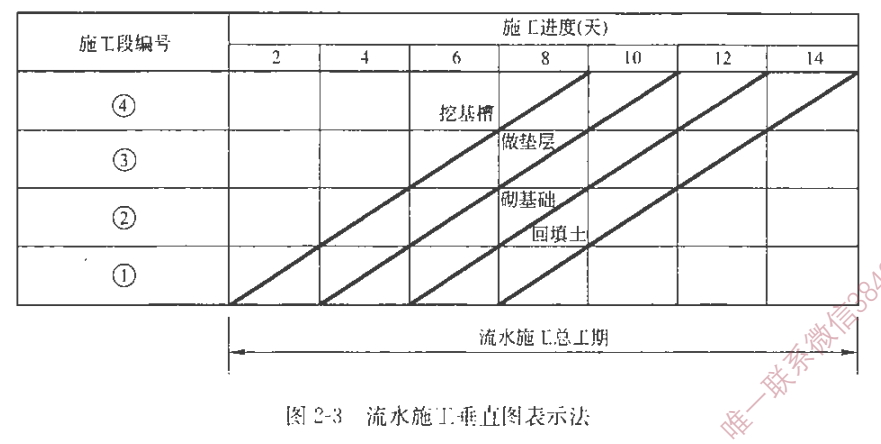 施工段编号
施工进度(天)
2 4 6 8 10 12 14
④
挖基槽
③
做垫层
②
砌基础
回填土
①
流水施工总工期
唯一联系微信384
图 2-3 流水施工垂直图表示法